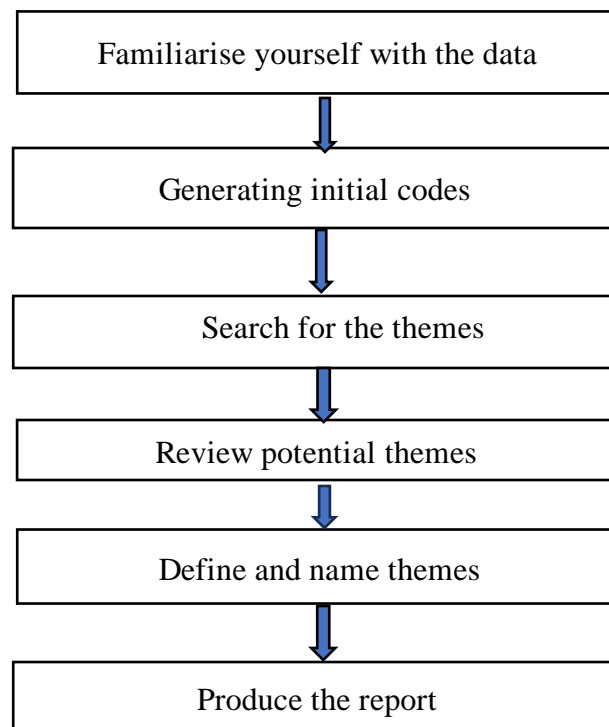 Familiarise yourself with the data
Generating initial codes
Search for the themes
Review potential themes
Define and name themes
Produce the report